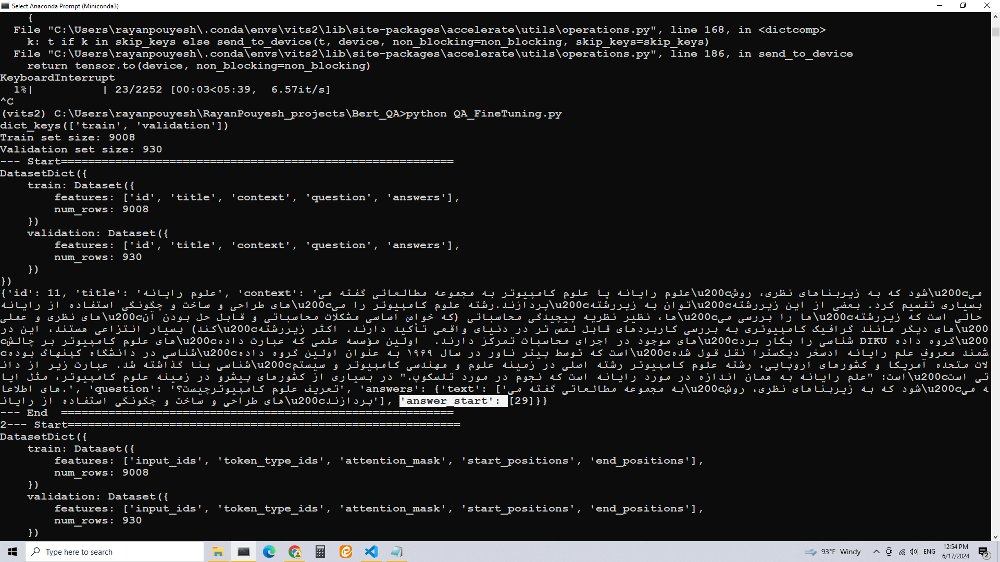 Select Anaconda Prompt (Miniconda3)
{
File "C:\Users\rayanpouyesh\.conda\envs\vits2\lib\site-packages\accelerate\utils\operations.py", line 168, in <dictcomp>
k: t if k in skip_keys else send_to_device(t, device, non_blocking=non_blocking, skip_keys=skip_keys)
File "C:\Users\rayanpouyesh\.conda\envs\vits2\lib\site-packages\accelerate\utils\operations.py", line 186, in send_to_device
return tensor.to(device, non_blocking=non_blocking)
KeyboardInterrupt
1%|          | 23/2252 [00:03<05:39,  6.57it/s]
^C
(vits2) C:\Users\rayanpouyesh\RayanPouyesh_projects\Bert_QA>python QA_FineTuning.py
dict_keys(['train', 'validation'])
Train set size: 9008
Validation set size: 930
--- Start==========================================================
DatasetDict({
train: Dataset({
features: ['id', 'title', 'context', 'question', 'answers'],
num_rows: 9008
})
validation: Dataset({
features: ['id', 'title', 'context', 'question', 'answers'],
num_rows: 930
})
})
{'id': 11, 'title': 'علوم رایانه', 'context': 'علوم رایانه یا علوم کامپیوتر به مجموعه مطالعاتی گفته می\u200cشود که به زیربناهای نظری، روش\u200cمی
های طراحی و ساخت و چگونگی استفاده از رایانه\u200cپردازند.رشته علوم کامپیوتر را می\u200cتوان به زیررشته\u200cبسیاری تقسیم کرد. بعضی از این زیررشته
های نظری و عملی\u200cحالی است که زیررشته\u200cها را بررسی می\u200cها، نظیر نظریه پیچیدگی محاسباتی (که خواص اساسی مشکلات محاسباتی و قابل حل بودن آن
\u200cهای دیگر مانند گرافیک کامپیوتری به بررسی کاربردهای قابل لمس تر در دنیای واقعی تأکید دارند. اکثر زیررشته\u200cکند) بسیار انتزاعی هستند، این در
های علوم کامپیوتر بر چالش\u200cهای موجود در اجرای محاسبات تمرکز دارند.  اولین مؤسسه علمی که عبارت داده\u200cشناسی را بکار برد DIKU گروه داده\u200c
شناسی در دانشگاه کپنهاگ بوده\u200cاست که توسط پیتر ناور در سال ۱۹۶۹ به عنوان اولین گروه داده\u200cشمند معروف علم رایانه ادسخر دیکسترا نقل قول شده
شناسی بنا گذاشته شد. عبارت زیر از دان\u200cلات متحده آمریکا و کشورهای اروپایی، رشته علوم کامپیوتر رشته اصلی در زمینه علوم و مهندسی کامپیوتر و سیستم
تی است\u200cاست: "علم رایانه به همان اندازه در مورد رایانه است که نجوم در مورد تلسکوپ." در بسیاری از کشورهای پیشرو در زمینه علوم کامپیوتر، مثل ایا
های اطلاعا.', 'question': 'تعریف علوم کامپیوترچیست؟', 'answers': {'text': ['به مجموعه مطالعاتی گفته می\u200cشود که به زیربناهای نظری، روش\u200cه می
های طراحی و ساخت و چگونگی استفاده از رایان\u200cپردازند'], 'answer_start': [29]}}
--- End  ==========================================================
2--- Start==========================================================
DatasetDict({
train: Dataset({
features: ['input_ids', 'token_type_ids', 'attention_mask', 'start_positions', 'end_positions'],
num_rows: 9008
})
validation: Dataset({
features: ['input_ids', 'token_type_ids', 'attention_mask', 'start_positions', 'end_positions'],
num_rows: 930
})
Type here to search
93°F Windy
ENG
12:54 PM
6/17/2024
2